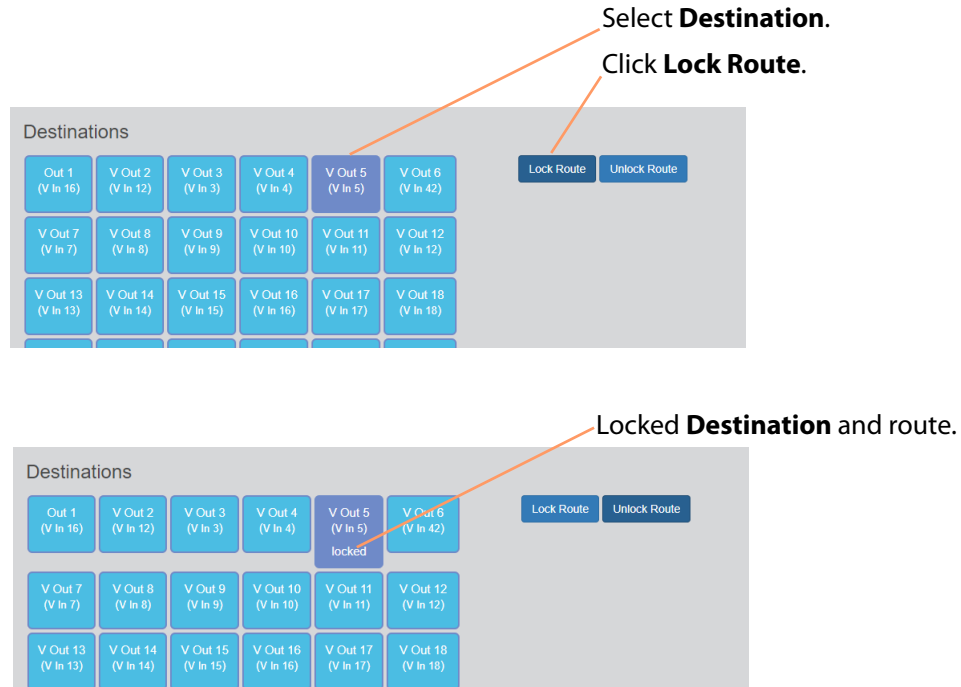 Select Destination.
Click Lock Route.
Destinations
Out 1 V Out 2 V Out 3 V Out 4 V Out 5 V Out 6 Lock Route Unlock Route
(V In 16) (V In 12) (V In 3) (V In 4) (V In 5) (V In 42)
V Out 7 V Out 8 V Out 9 V Out 10 V Out 11 V Out 12
(V In 7) (V In 8) (V In 9) (V In 10) (V In 11) (V In 12)
V Out 13 V Out 14 V Out 15 V Out 16 V Out 17 V Out 18
(V In 13) (V In 14) (V In 15) (V In 16) (V In 17) (V In 18)
Locked Destination and route.
Destinations
Out 1 V Out 2 V Out 3 V Out 4 V Out 5 V Out 6 Lock Route Unlock Route
(V In 16) (V In 12) (V In 3) (V In 4) (V In 5) (V In 42)
locked
V Out 7 V Out 8 V Out 9 V Out 10 V Out 11 V Out 12
(V In 7) (V In 8) (V In 9) (V In 10) (V In 11) (V In 12)
V Out 13 V Out 14 V Out 15 V Out 16 V Out 17 V Out 18
(V In 13) (V In 14) (V In 15) (V In 16) (V In 17) (V In 18)